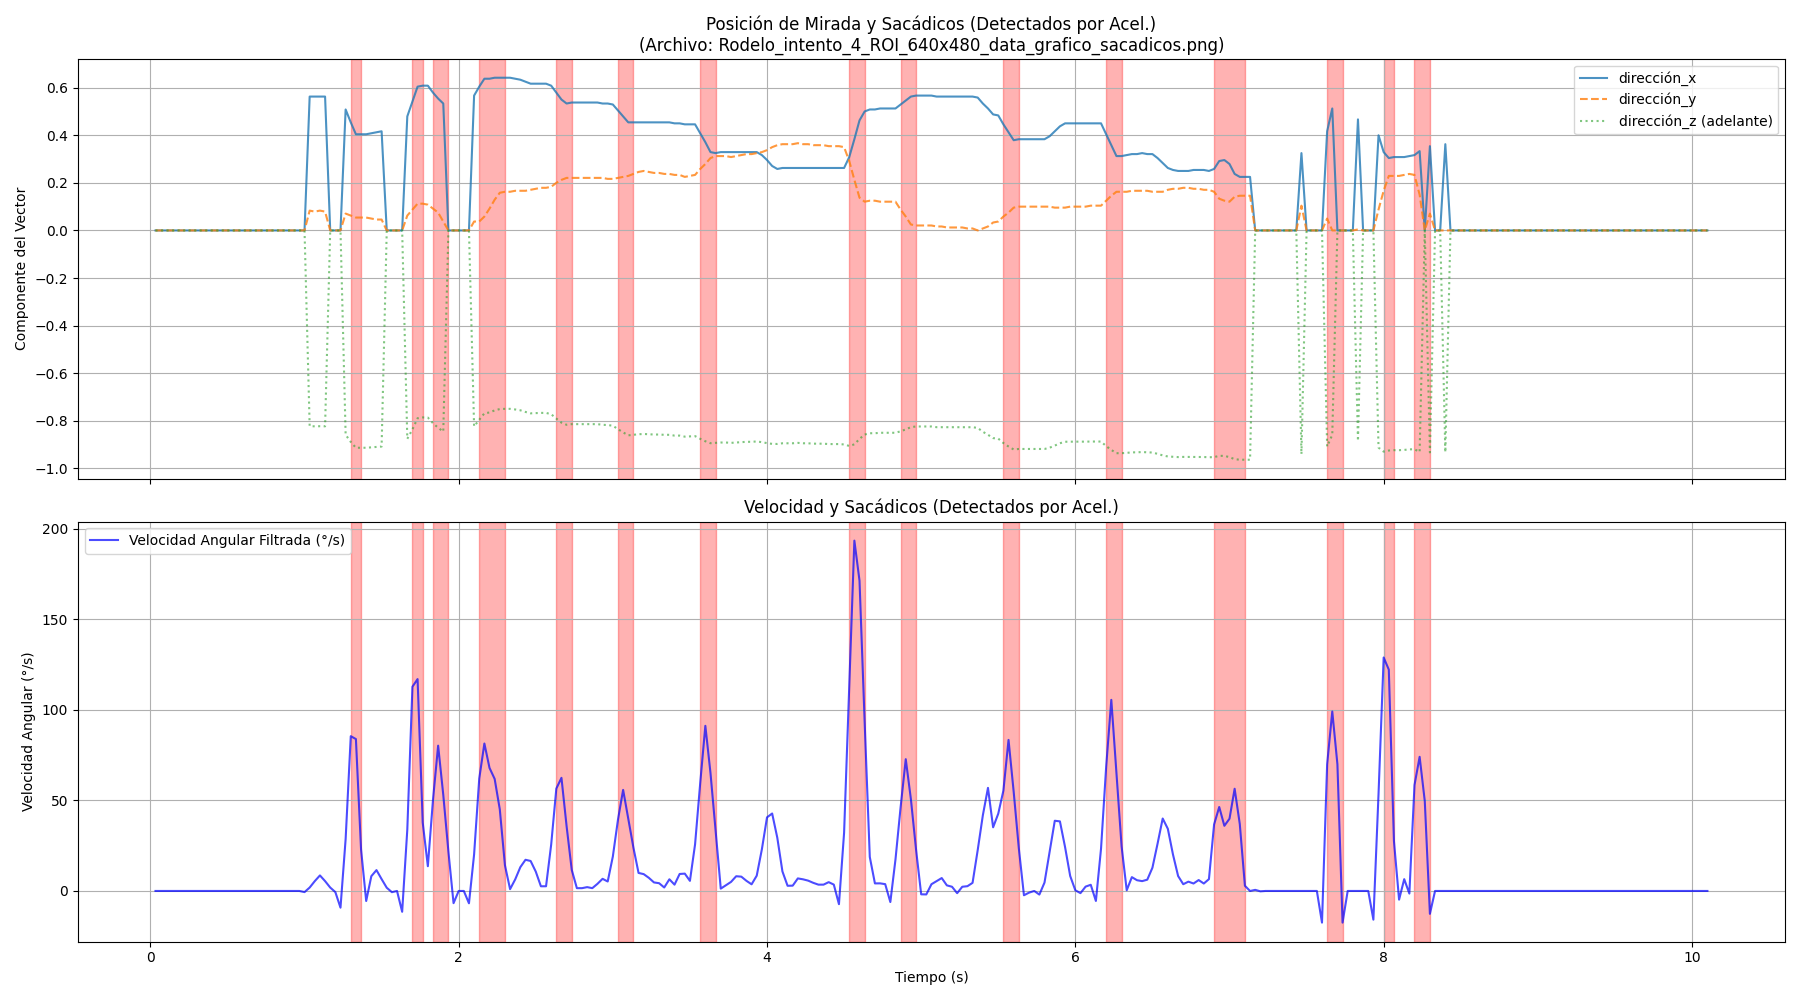 Posición de Mirada y Sacádicos (Detectados por Acel.)
(Archivo: Rodelo_intento_4_ROI_640x480_data_grafico_sacadicos.png)
Componente del Vector
0.6
0.4
0.2
0.0
−0.2
−0.4
−0.6
−0.8
−1.0
dirección_x
dirección_y
dirección_z (adelante)
Velocidad y Sacádicos (Detectados por Acel.)
Velocidad Angular (°/s)
200
150
100
50
0
Velocidad Angular Filtrada (°/s)
0 2 4 6 8 10
Tiempo (s)